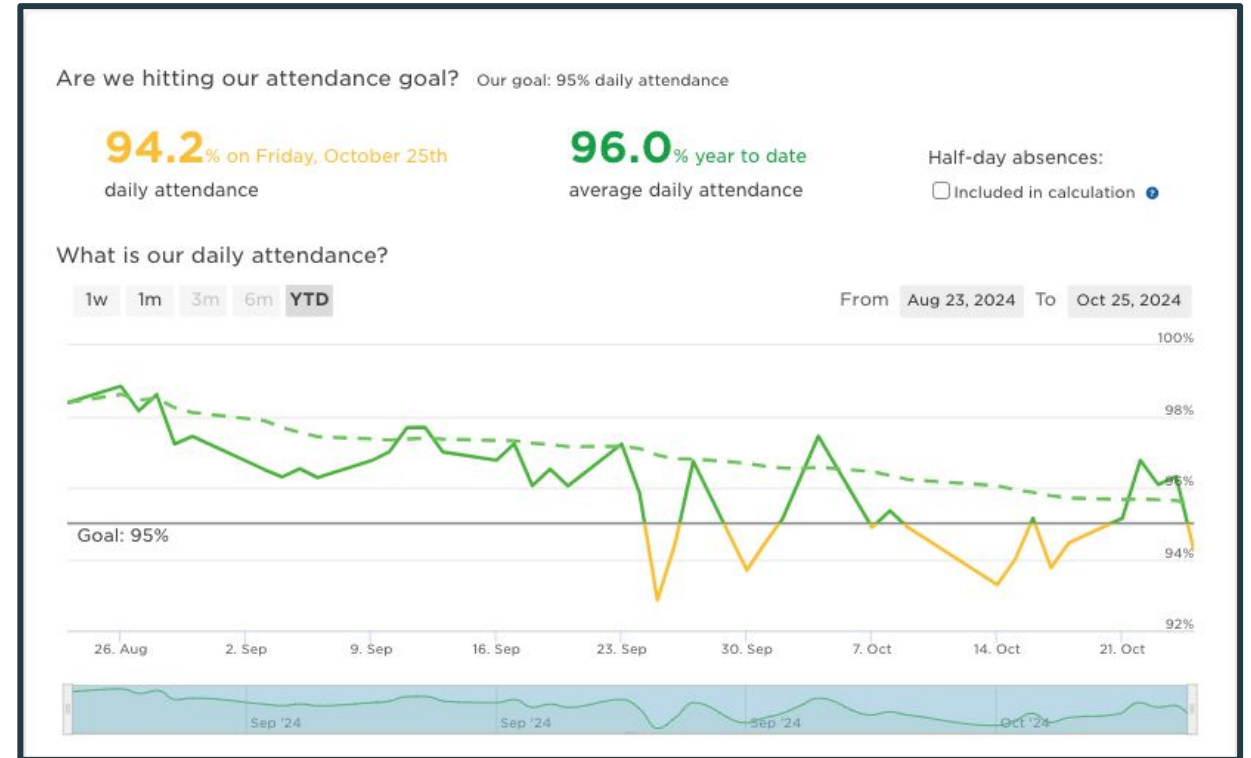 Are we hitting our attendance goal? Our goal: 95% daily attendance
94.2% on Friday, October 25th
daily attendance
96.0% year to date
average daily attendance
Half-day absences:
Included in calculation ?
What is our daily attendance?
1w 1m 3m 6m YTD
From Aug 23, 2024 To Oct 25, 2024
100%
98%
96%
Goal: 95%
94%
92%
26. Aug 2. Sep 9. Sep 16. Sep 23. Sep 30. Sep 7. Oct 14. Oct 21. Oct
Sep '24 Sep '24 Sep '24 Oct '24